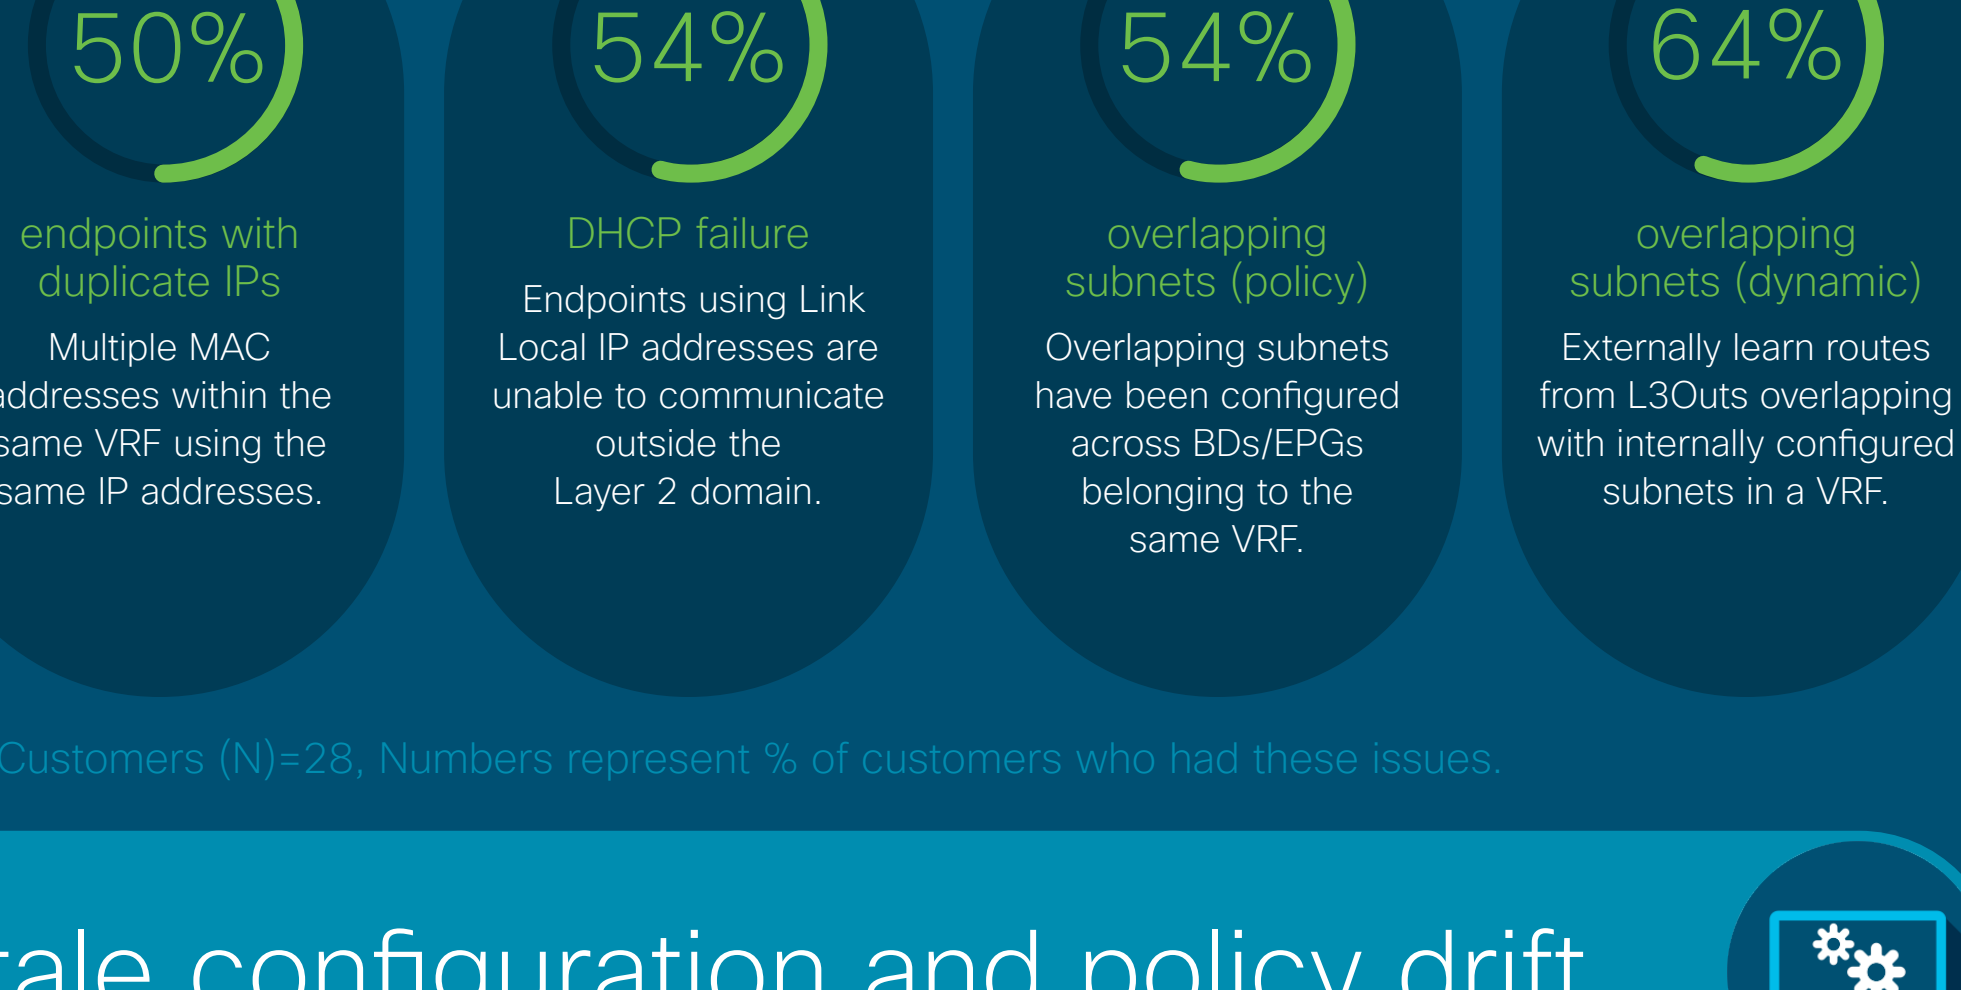 50%
54%
54%
64%
endpoints with
duplicate IPs
Multiple MAC
addresses within the
same VRF using the
same IP addresses.
DHCP failure
Endpoints using Link
Local IP addresses are
unable to communicate
outside the
Layer 2 domain.
overlapping
subnets (policy)
Overlapping subnets
have been configured
across BDs/EPGs
belonging to the
same VRF.
overlapping
subnets (dynamic)
Externally learn routes
from L3Outs overlapping
with internally configured
subnets in a VRF.
Customers (N)=28, Numbers represent % of customers who had these issues.
tale configuration and policy drift